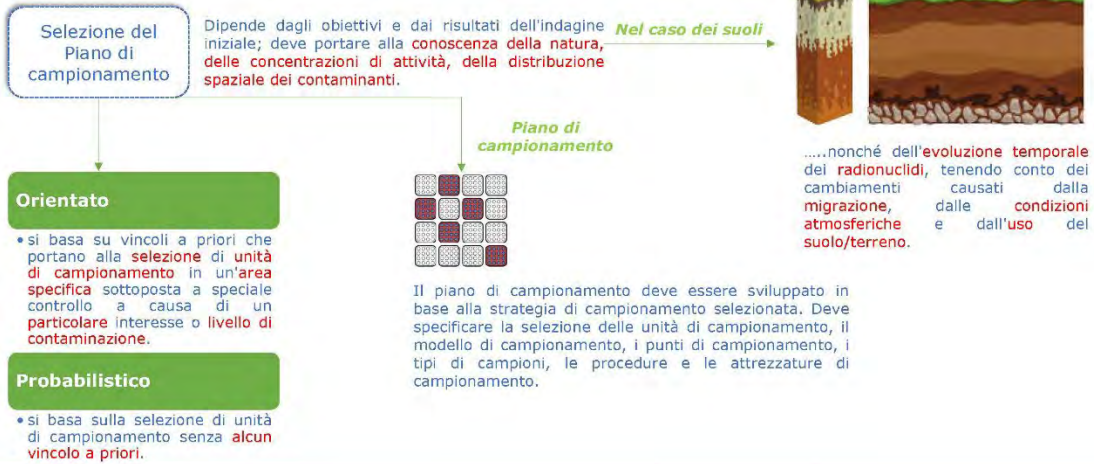 Selezione del
Piano di
campionamento
Dipende dagli obiettivi e dai risultati dell'indagine
iniziale; deve portare alla conoscenza della natura,
delle concentrazioni di attività, della distribuzione
spaziale dei contaminanti.
Nel caso dei suoli
.....nonché dell'evoluzione temporale
dei radionuclidi, tenendo conto dei
cambiamenti causati dalla
migrazione, dalle condizioni
atmosferiche e dall'uso del
suolo/terreno.
Piano di
campionamento
Il piano di campionamento deve essere sviluppato in
base alla strategia di campionamento selezionata. Deve
specificare la selezione delle unità di campionamento, il
modello di campionamento, i punti di campionamento, i
tipi di campioni, le procedure e le attrezzature di
campionamento.
Orientato
• si basa su vincoli a priori che
portano alla selezione di unità
di campionamento in un'area
specifica sottoposta a speciale
controllo a causa di un
particolare interesse o livello di
contaminazione.
Probabilistico
• si basa sulla selezione di unità
di campionamento senza alcun
vincolo a priori.